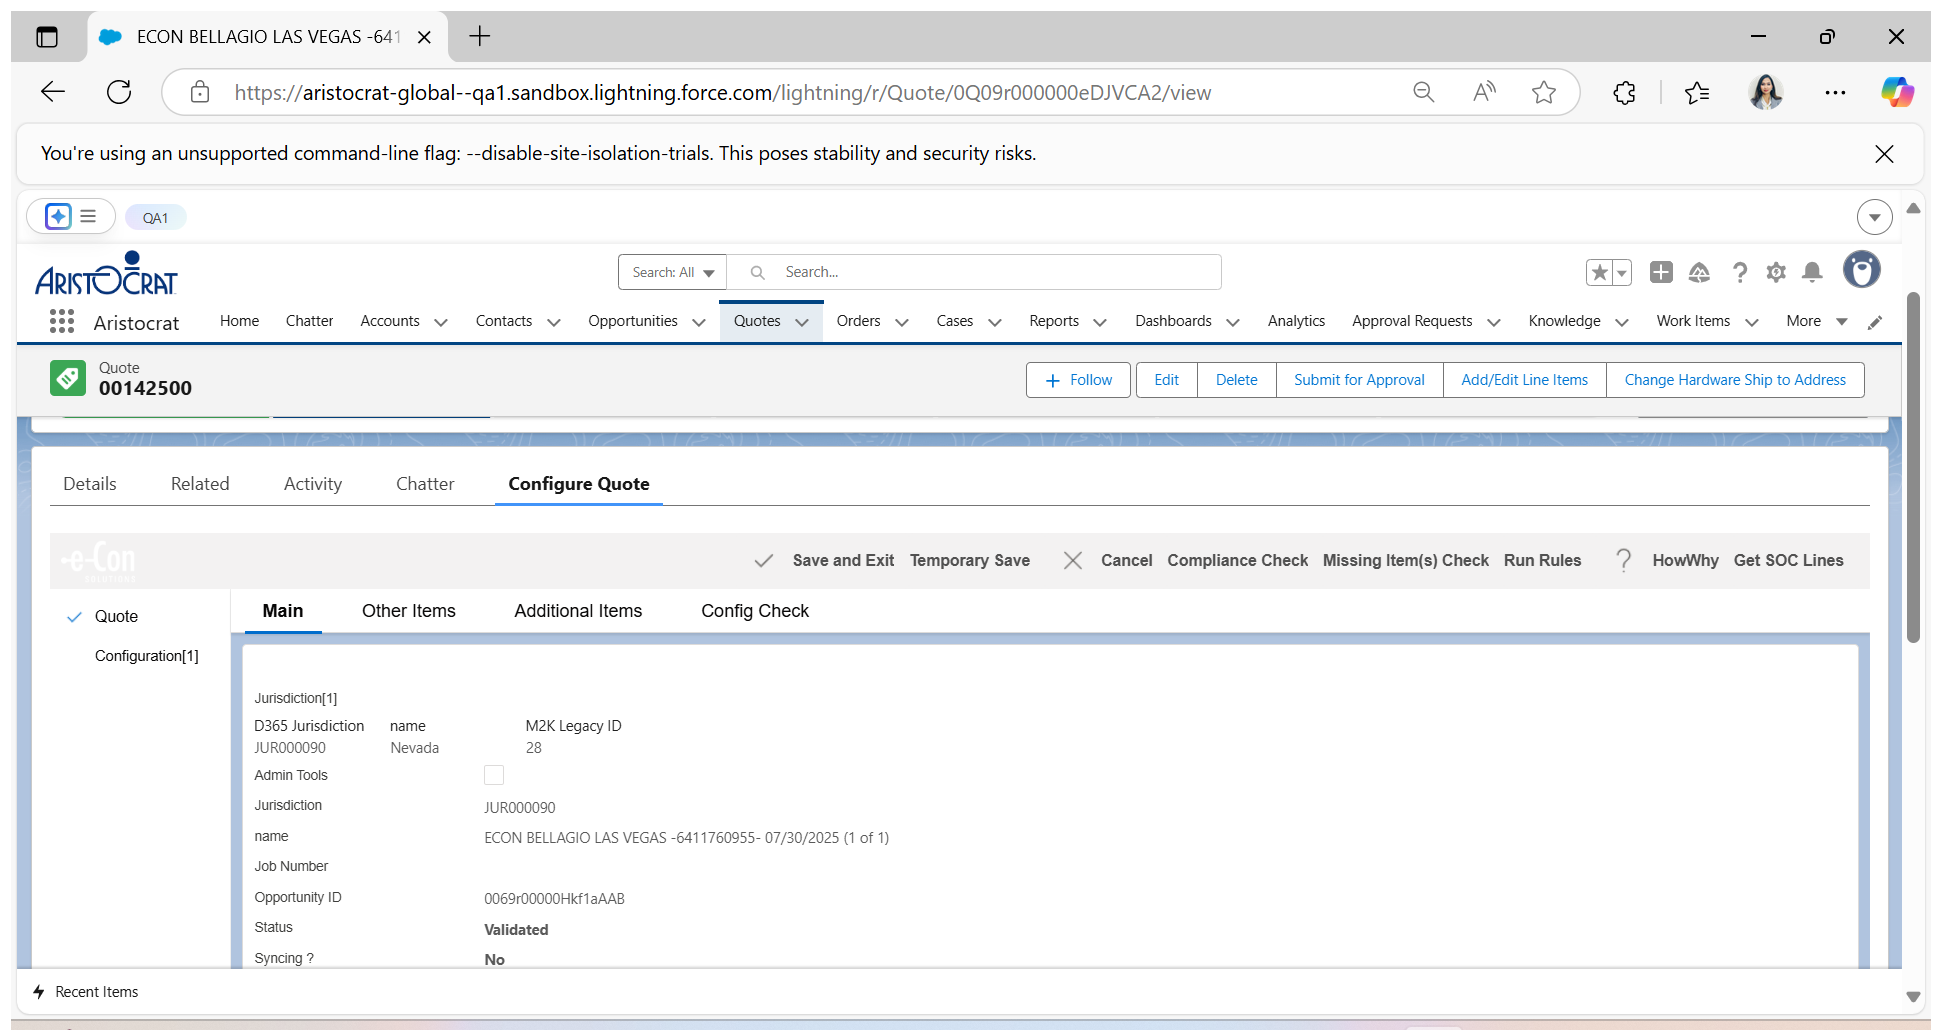 ECON BELLAGIO LAS VEGAS -641
https://aristocrat-global--qa1.sandbox.lightning.force.com/lightning/r/Quote/0Q09r000000eDJVCA2/view
You're using an unsupported command-line flag: --disable-site-isolation-trials. This poses stability and security risks.
QA1
ARISTOCRAT
Search: All Search...
Aristocrat Home Chatter Accounts Contacts Opportunities Quotes Orders Cases Reports Dashboards Analytics Approval Requests Knowledge Work Items More
Quote
00142500
Follow Edit Delete Submit for Approval Add/Edit Line Items Change Hardware Ship to Address
Details Related Activity Chatter Configure Quote
e-Con
SOLUTIONS
Save and Exit Temporary Save Cancel Compliance Check Missing Item(s) Check Run Rules HowWhy Get SOC Lines
Quote
Configuration[1]
Main Other Items Additional Items Config Check
Jurisdiction[1]
D365 Jurisdiction name M2K Legacy ID
JUR000090 Nevada 28
Admin Tools
Jurisdiction JUR000090
name ECON BELLAGIO LAS VEGAS -6411760955- 07/30/2025 (1 of 1)
Job Number
Opportunity ID 0069r00000Hkf1aAAB
Status Validated
Syncing ? No
Recent Items